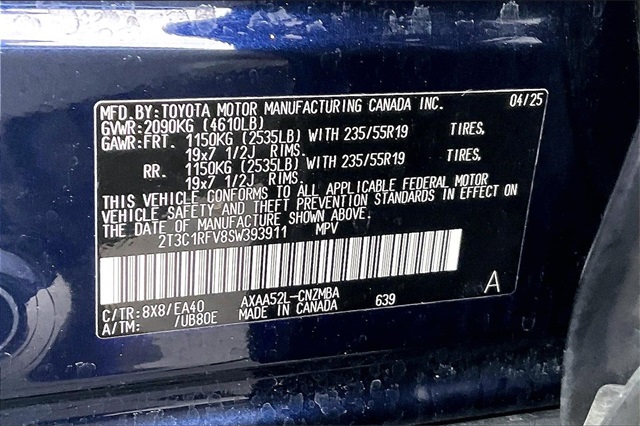 MFD.BY:TOYOTA MOTOR MANUFACTURING CANADA INC. 04/25
GVWR:2090KG (4610LB)
GAWR:FRT. 1150KG (2535LB) WITH 235/55R19 TIRES,
19x7 1/2J RIMS.
RR. 1150KG (2535LB) WITH 235/55R19 TIRES,
19x7 1/2J RIMS.
THIS VEHICLE CONFORMS TO ALL APPLICABLE FEDERAL MOTOR
VEHICLE SAFETY AND THEFT PREVENTION STANDARDS IN EFFECT ON
THE DATE OF MANUFACTURE SHOWN ABOVE.
2T3C1RFV8SW393911 MPV
C/TR:8X8/EA40 AXAA52L-CNZMBA 639 A
A/TM: /UB80E MADE IN CANADA